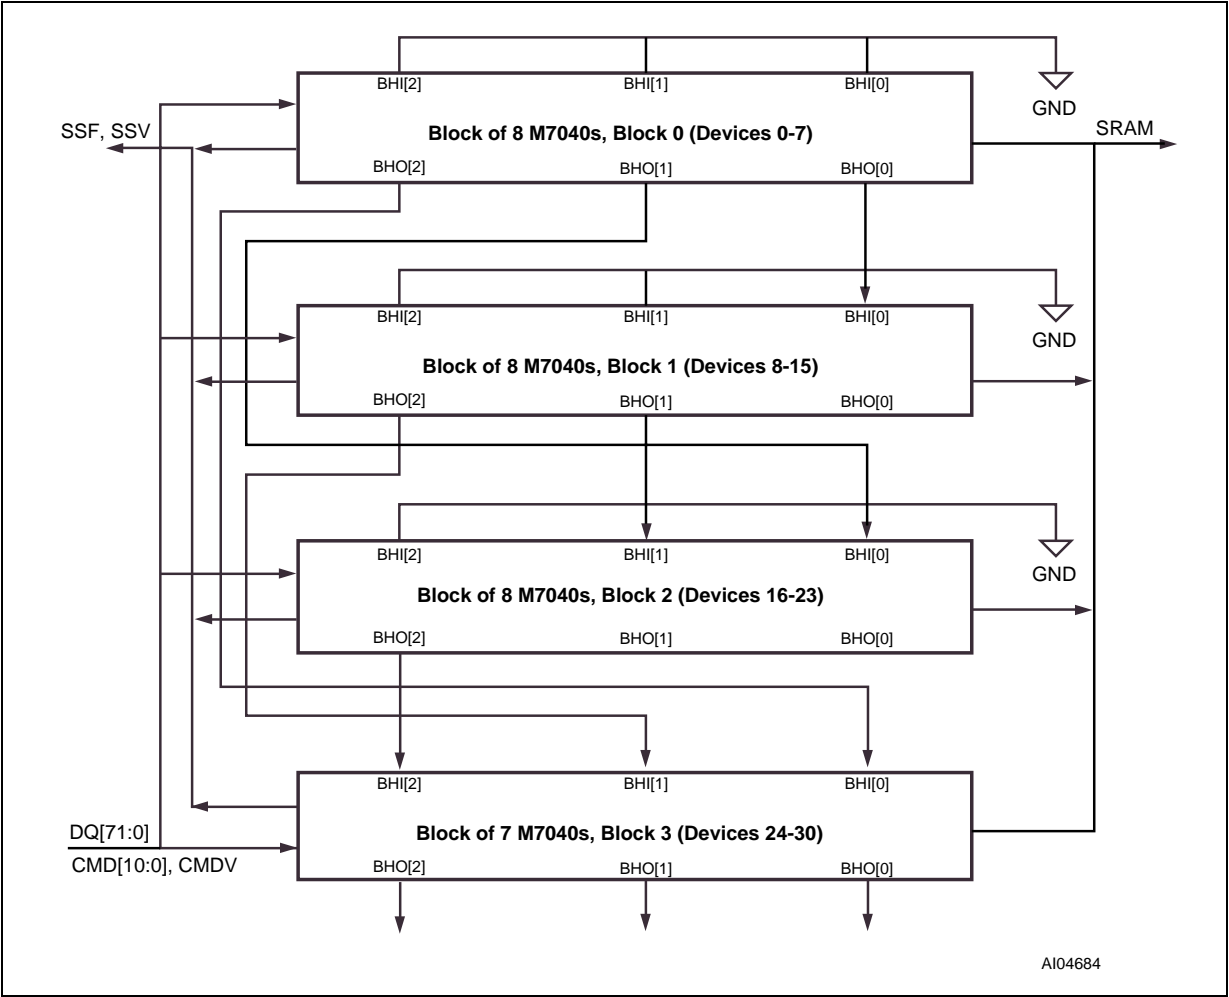 BHI[2] BHI[1] BHI[0]
GND
SSF, SSV
Block of 8 M7040s, Block 0 (Devices 0-7)
SRAM
BHO[2] BHO[1] BHO[0]
BHI[2] BHI[1] BHI[0]
GND
Block of 8 M7040s, Block 1 (Devices 8-15)
BHO[2] BHO[1] BHO[0]
BHI[2] BHI[1] BHI[0]
GND
Block of 8 M7040s, Block 2 (Devices 16-23)
BHO[2] BHO[1] BHO[0]
BHI[2] BHI[1] BHI[0]
DQ[71:0]
Block of 7 M7040s, Block 3 (Devices 24-30)
CMD[10:0], CMDV
BHO[2] BHO[1] BHO[0]
AI04684